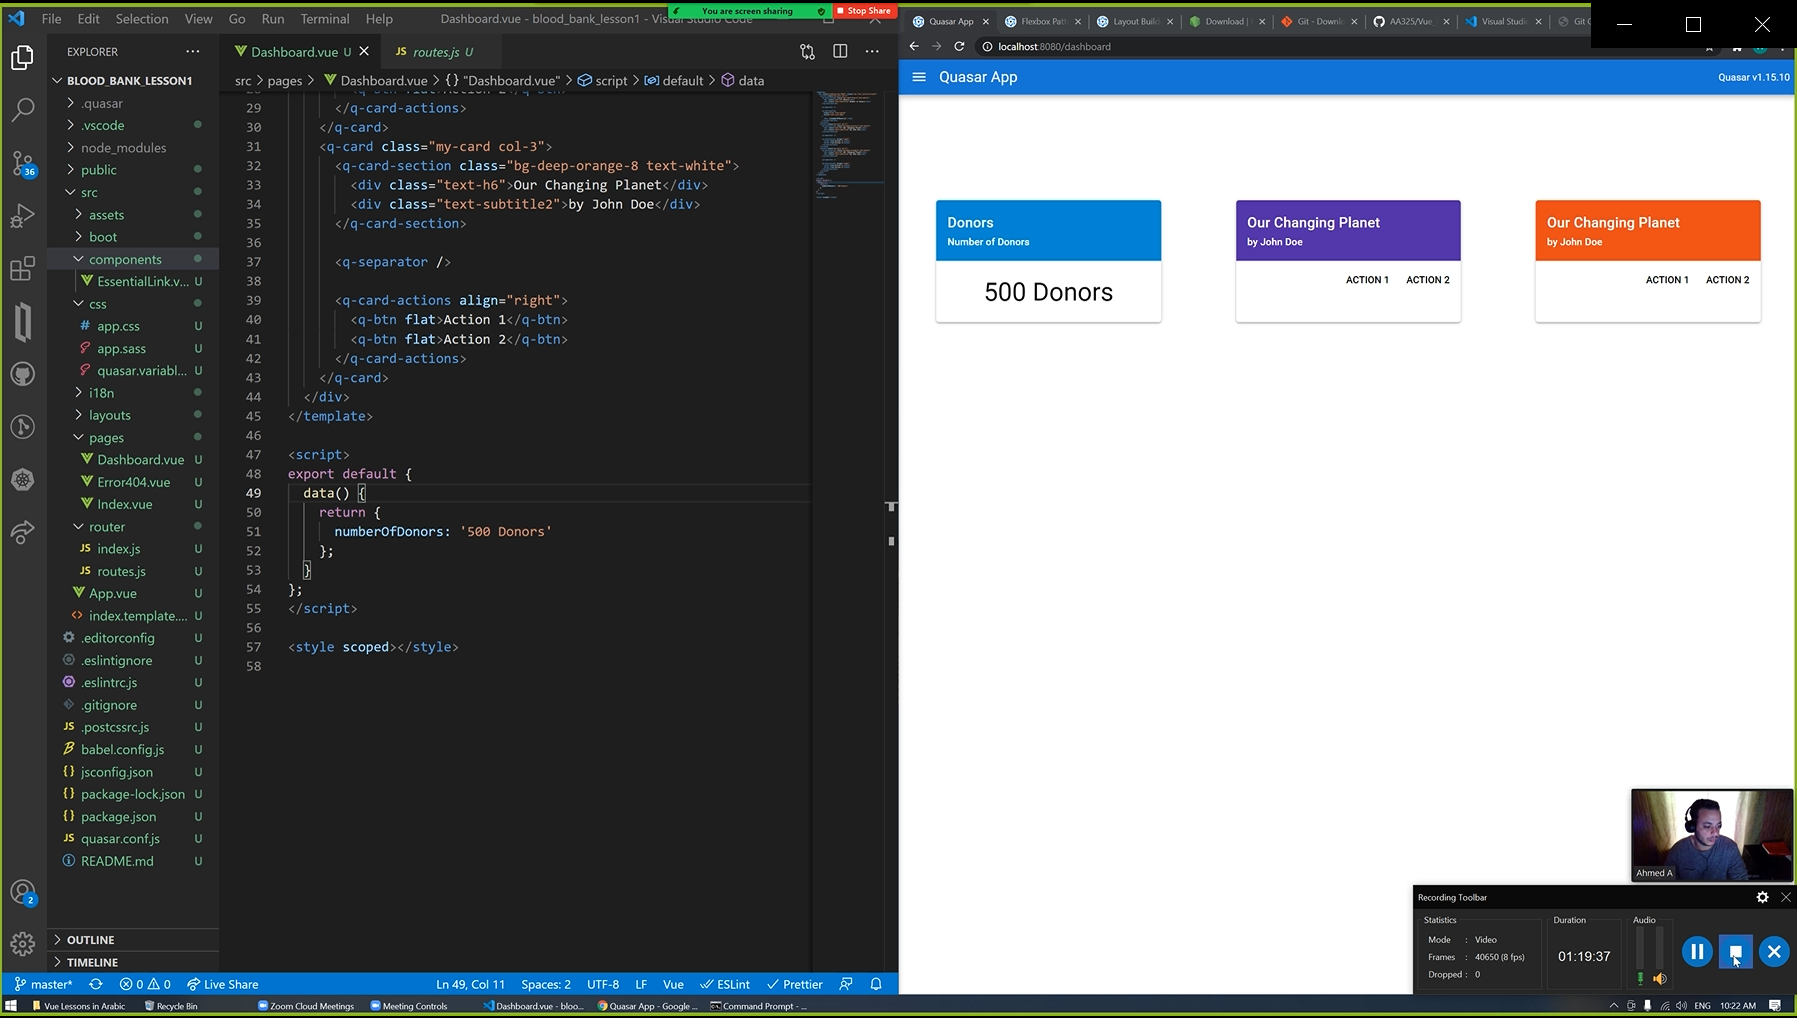 File Edit Selection View Go Run Terminal Help
Dashboard.vue - blood_bank_lesson1 - Visual Studio Code
You are screen sharing
Stop Share
EXPLORER
BLOOD_BANK_LESSON1
.quasar
.vscode
node_modules
public
src
assets
boot
components
EssentialLink.v... U
css
app.css U
app.sass U
quasar.variabl... U
i18n
layouts
pages
Dashboard.vue U
Error404.vue U
Index.vue U
router
index.js U
routes.js U
App.vue U
index.template.... U
.editorconfig U
.eslintignore U
.eslintrc.js U
.gitignore U
.postcssrc.js U
babel.config.js U
jsconfig.json U
package-lock.json U
package.json U
quasar.conf.js U
README.md U
OUTLINE
TIMELINE
36
2
Dashboard.vue U
JS routes.js U
src > pages > Dashboard.vue > {} "Dashboard.vue" > script > default > data
29 </q-card-actions>
30 </q-card>
31 <q-card class="my-card col-3">
32 <q-card-section class="bg-deep-orange-8 text-white">
33 <div class="text-h6">Our Changing Planet</div>
34 <div class="text-subtitle2">by John Doe</div>
35 </q-card-section>
36
37 <q-separator />
38
39 <q-card-actions align="right">
40 <q-btn flat>Action 1</q-btn>
41 <q-btn flat>Action 2</q-btn>
42 </q-card-actions>
43 </q-card>
44 </div>
45 </template>
46
47 <script>
48 export default {
49 data() {
50 return {
51 numberOfDonors: '500 Donors'
52 };
53 }
54 };
55 </script>
56
57 <style scoped></style>
58
master* 0 0 Live Share
Ln 49, Col 11 Spaces: 2 UTF-8 LF Vue ESLint Prettier
Quasar App
Flexbox Pat
Layout Build
Download |
Git - Downl
AA325/Vue_
Visual Studi
Git
localhost:8080/dashboard
Quasar App
Quasar v1.15.10
Donors
Number of Donors
500 Donors
Our Changing Planet
by John Doe
ACTION 1 ACTION 2
Our Changing Planet
by John Doe
ACTION 1 ACTION 2
Ahmed A
Recording Toolbar
Statistics
Mode : Video
Frames : 40650 (8 fps)
Dropped : 0
Duration
01:19:37
Audio
Vue Lessons in Arabic
Recycle Bin
Zoom Cloud Meetings
Meeting Controls
Dashboard.vue - bloo...
Quasar App - Google ...
Command Prompt - ...
ENG 10:22 AM